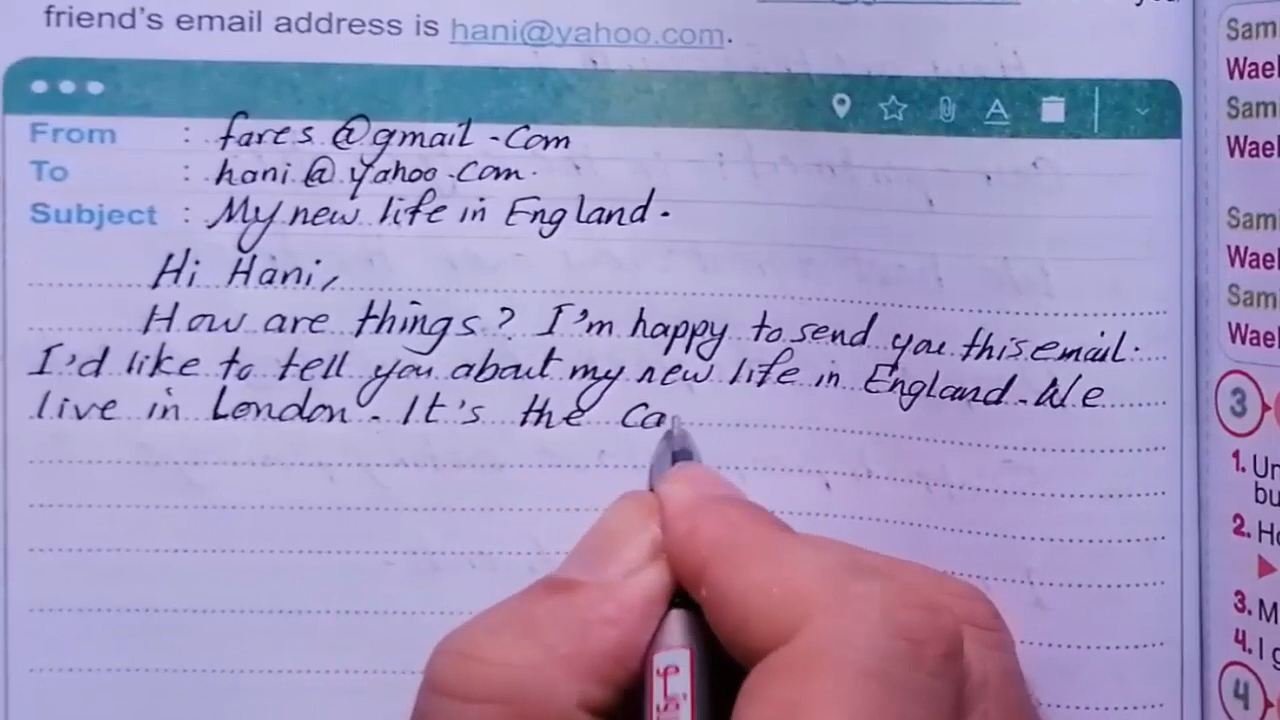 friend's email address is hani@yahoo.com.
From : fares@gmail.com
To : hani@yahoo.com.
Subject : My new life in England.
Hi Hani,
How are things? I'm happy to send you this email.
I'd like to tell you about my new life in England. We
live in London. It's the Ca
Sam
Wael
Sam
Wael
Sam
Wael
Sam
Wael
3
1. Un
bu
2. Ho
3. M
4. I g
4